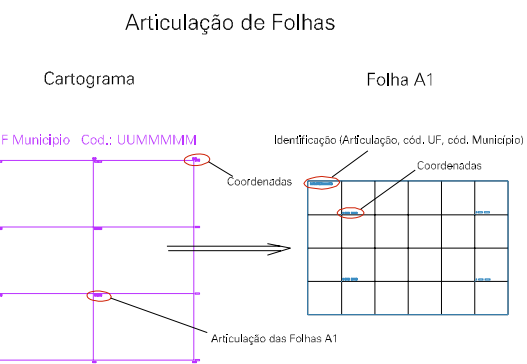 Articulação de Folhas
Cartograma
Folha A1
F Municipio Cod.: UUMMMMM
Identificação (Articulação, cód. UF, cód. Município)
Coordenadas
Coordenadas
Articulação das Folhas A1